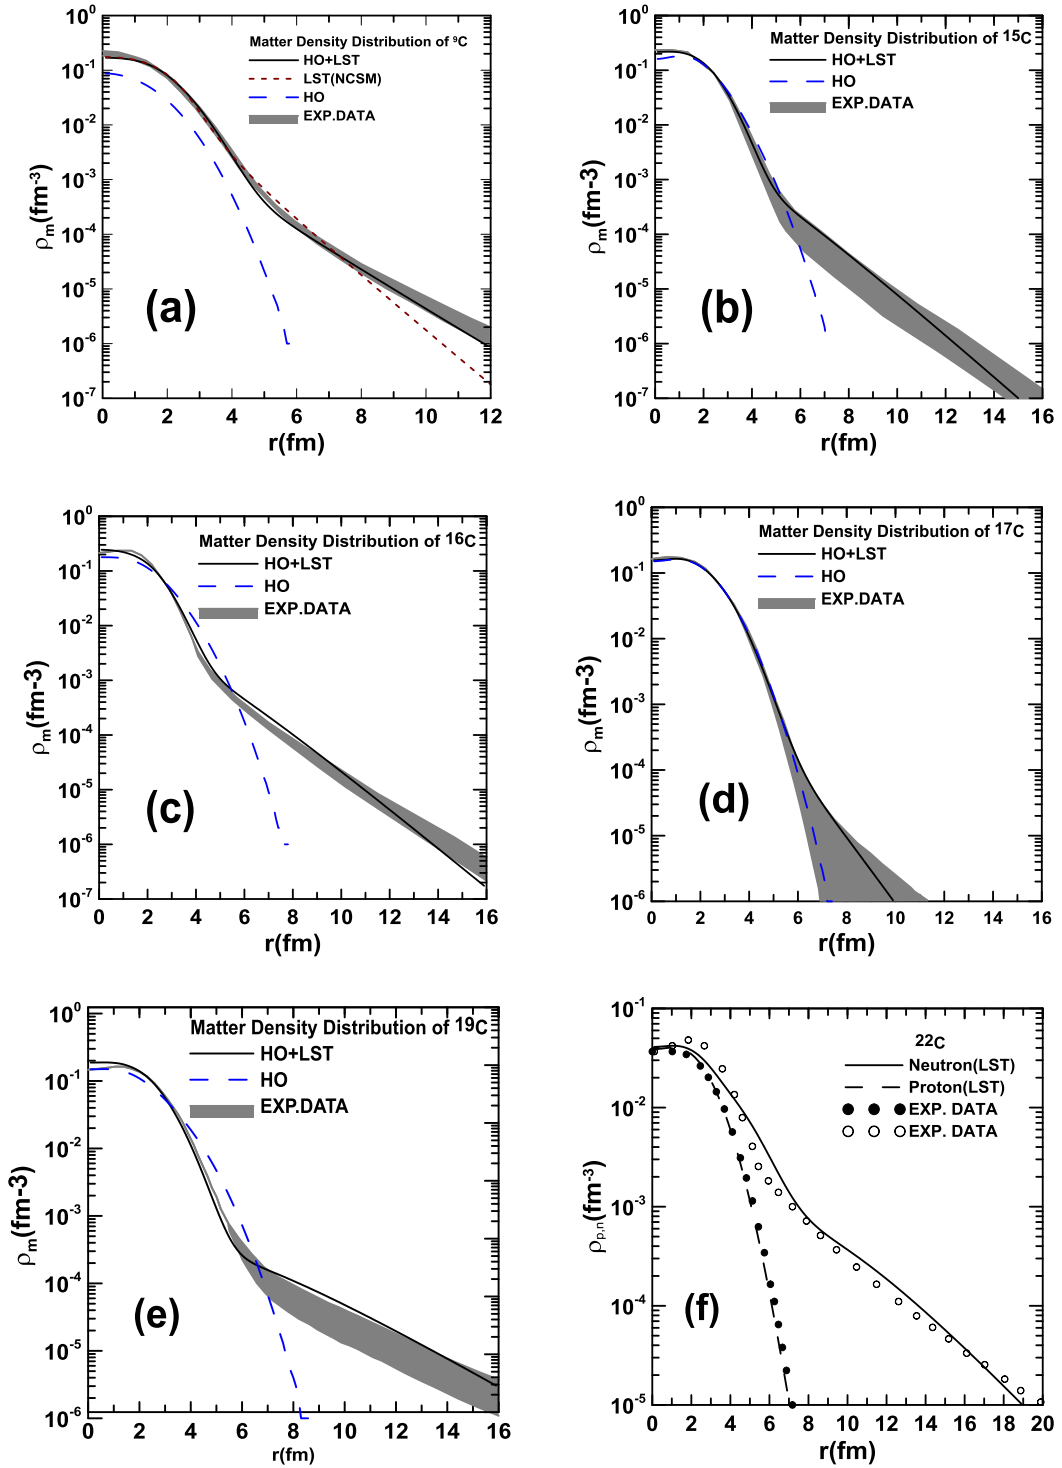 Matter Density Distribution of ⁹C
HO+LST
LST(NCSM)
HO
EXP.DATA
10⁰
10⁻¹
10⁻²
10⁻³
10⁻⁴
10⁻⁵
10⁻⁶
10⁻⁷
ρₘ(fm⁻³)
(a)
0 2 4 6 8 10 12
r(fm)
Matter Density Distribution of ¹⁵C
HO+LST
HO
EXP.DATA
10⁰
10⁻¹
10⁻²
10⁻³
10⁻⁴
10⁻⁵
10⁻⁶
10⁻⁷
ρₘ(fm-3)
(b)
0 2 4 6 8 10 12 14 16
r(fm)
Matter Density Distribution of 16C
HO+LST
HO
EXP.DATA
10⁰
10⁻¹
10⁻²
10⁻³
10⁻⁴
10⁻⁵
10⁻⁶
10⁻⁷
ρₘ(fm-3)
(c)
0 2 4 6 8 10 12 14 16
r(fm)
Matter Density Distribution of ¹⁷C
HO+LST
HO
EXP.DATA
10⁰
10⁻¹
10⁻²
10⁻³
10⁻⁴
10⁻⁵
10⁻⁶
ρₘ(fm-3)
(d)
0 2 4 6 8 10 12 14 16
r(fm)
Matter Density Distribution of ¹⁹C
HO+LST
HO
EXP.DATA
10⁰
10⁻¹
10⁻²
10⁻³
10⁻⁴
10⁻⁵
10⁻⁶
ρₘ(fm-3)
(e)
0 2 4 6 8 10 12 14 16
r(fm)
²²C
Neutron(LST)
Proton(LST)
EXP. DATA
EXP. DATA
10⁻¹
10⁻²
10⁻³
10⁻⁴
10⁻⁵
ρp,n(fm⁻³)
(f)
0 2 4 6 8 10 12 14 16 18 20
r(fm)